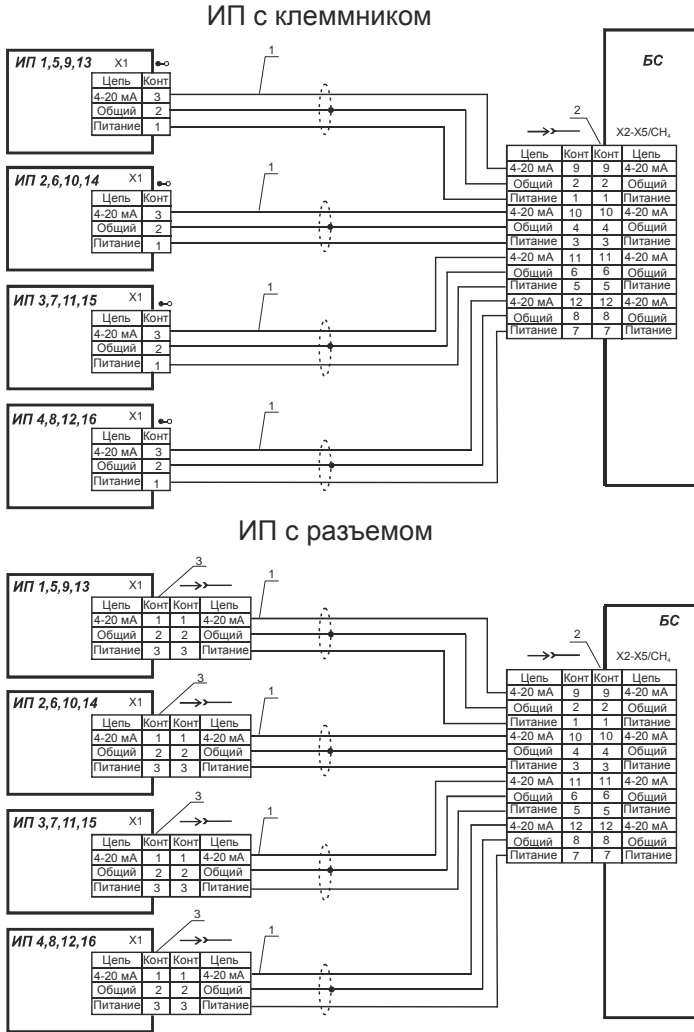 ИП с клеммником
ИП 1,5,9,13 X1
Цепь Конт
4-20 мА 3
Общий 2
Питание 1
1
ИП 2,6,10,14 X1
Цепь Конт
4-20 мА 3
Общий 2
Питание 1
1
ИП 3,7,11,15 X1
Цепь Конт
4-20 мА 3
Общий 2
Питание 1
1
ИП 4,8,12,16 X1
Цепь Конт
4-20 мА 3
Общий 2
Питание 1
1
БС
2
X2-X5/CH₄
Цепь Конт Конт Цепь
4-20 мА 9 9 4-20 мА
Общий 2 2 Общий
Питание 1 1 Питание
4-20 мА 10 10 4-20 мА
Общий 4 4 Общий
Питание 3 3 Питание
4-20 мА 11 11 4-20 мА
Общий 6 6 Общий
Питание 5 5 Питание
4-20 мА 12 12 4-20 мА
Общий 8 8 Общий
Питание 7 7 Питание
ИП с разъемом
ИП 1,5,9,13 X1
3
Цепь Конт Конт Цепь
4-20 мА 1 1 4-20 мА
Общий 2 2 Общий
Питание 3 3 Питание
1
ИП 2,6,10,14 X1
3
Цепь Конт Конт Цепь
4-20 мА 1 1 4-20 мА
Общий 2 2 Общий
Питание 3 3 Питание
1
ИП 3,7,11,15 X1
3
Цепь Конт Конт Цепь
4-20 мА 1 1 4-20 мА
Общий 2 2 Общий
Питание 3 3 Питание
1
ИП 4,8,12,16 X1
3
Цепь Конт Конт Цепь
4-20 мА 1 1 4-20 мА
Общий 2 2 Общий
Питание 3 3 Питание
1
БС
2
X2-X5/CH₄
Цепь Конт Конт Цепь
4-20 мА 9 9 4-20 мА
Общий 2 2 Общий
Питание 1 1 Питание
4-20 мА 10 10 4-20 мА
Общий 4 4 Общий
Питание 3 3 Питание
4-20 мА 11 11 4-20 мА
Общий 6 6 Общий
Питание 5 5 Питание
4-20 мА 12 12 4-20 мА
Общий 8 8 Общий
Питание 7 7 Питание